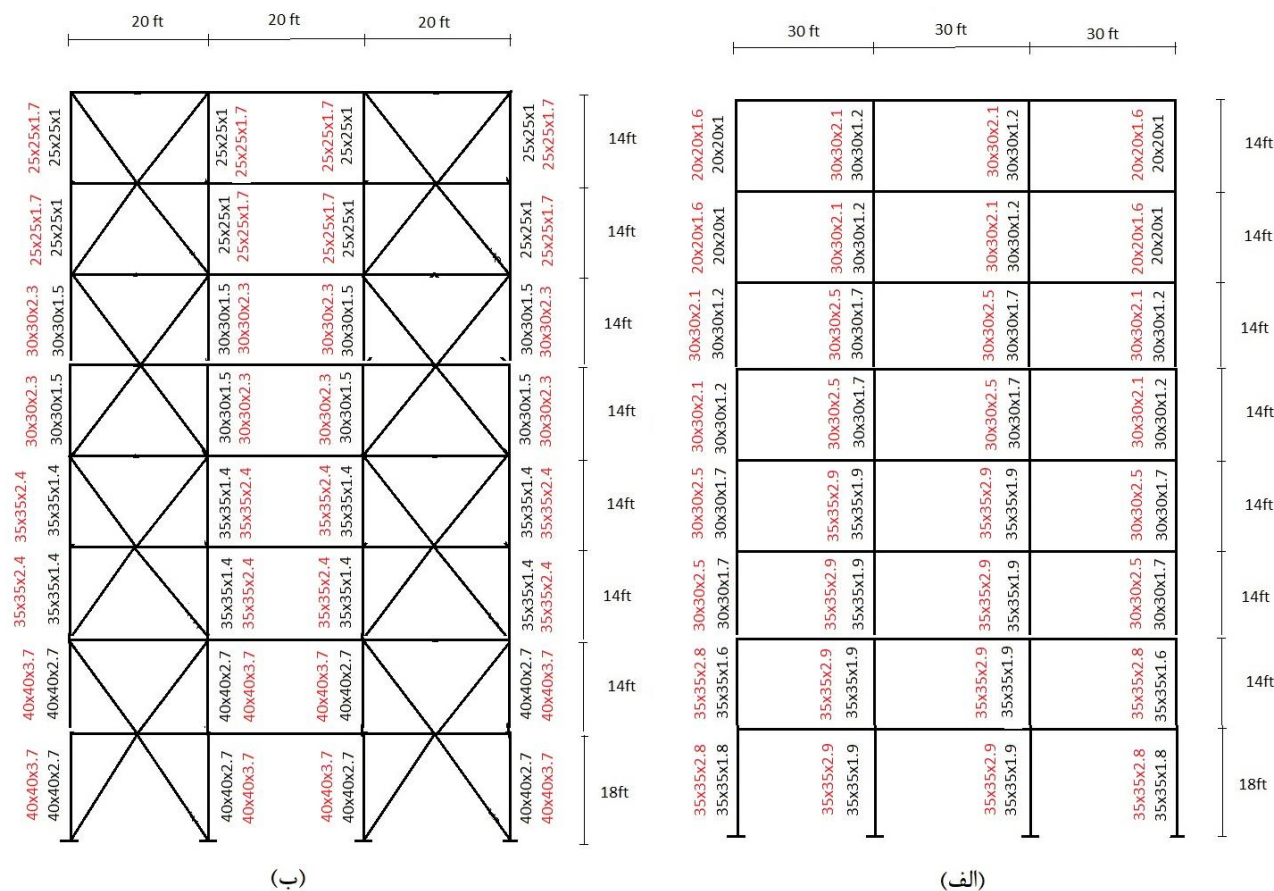 20 ft 20 ft 20 ft
25x25x1.7 25x25x1 25x25x1 25x25x1.7 25x25x1.7 25x25x1 25x25x1 25x25x1.7 14ft
25x25x1.7 25x25x1 25x25x1 25x25x1.7 25x25x1.7 25x25x1 25x25x1 25x25x1.7 14ft
30x30x2.3 30x30x1.5 30x30x1.5 30x30x2.3 30x30x2.3 30x30x1.5 30x30x1.5 30x30x2.3 14ft
30x30x2.3 30x30x1.5 30x30x1.5 30x30x2.3 30x30x2.3 30x30x1.5 30x30x1.5 30x30x2.3 14ft
35x35x2.4 35x35x1.4 35x35x1.4 35x35x2.4 35x35x2.4 35x35x1.4 35x35x1.4 35x35x2.4 14ft
35x35x2.4 35x35x1.4 35x35x1.4 35x35x2.4 35x35x2.4 35x35x1.4 35x35x1.4 35x35x2.4 14ft
40x40x3.7 40x40x2.7 40x40x2.7 40x40x3.7 40x40x3.7 40x40x2.7 40x40x2.7 40x40x3.7 14ft
40x40x3.7 40x40x2.7 40x40x2.7 40x40x3.7 40x40x3.7 40x40x2.7 40x40x2.7 40x40x3.7 18ft
(ب)
30 ft 30 ft 30 ft
20x20x1.6 20x20x1 30x30x2.1 30x30x1.2 30x30x2.1 30x30x1.2 20x20x1.6 20x20x1 14ft
20x20x1.6 20x20x1 30x30x2.1 30x30x1.2 30x30x2.1 30x30x1.2 20x20x1.6 20x20x1 14ft
30x30x2.1 30x30x1.2 30x30x2.5 30x30x1.7 30x30x2.5 30x30x1.7 30x30x2.1 30x30x1.2 14ft
30x30x2.1 30x30x1.2 30x30x2.5 30x30x1.7 30x30x2.5 30x30x1.7 30x30x2.1 30x30x1.2 14ft
30x30x2.5 30x30x1.7 35x35x2.9 35x35x1.9 35x35x2.9 35x35x1.9 30x30x2.5 30x30x1.7 14ft
30x30x2.5 30x30x1.7 35x35x2.9 35x35x1.9 35x35x2.9 35x35x1.9 30x30x2.5 30x30x1.7 14ft
35x35x2.8 35x35x1.6 35x35x2.9 35x35x1.9 35x35x2.9 35x35x1.9 35x35x2.8 35x35x1.6 14ft
35x35x2.8 35x35x1.8 35x35x2.9 35x35x1.9 35x35x2.9 35x35x1.9 35x35x2.8 35x35x1.8 18ft
(الف)